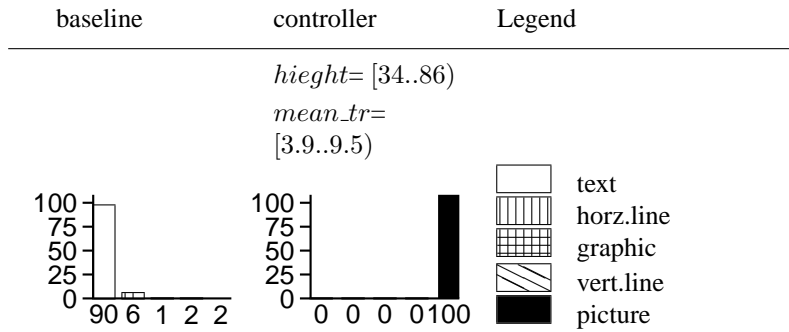 baseline controller Legend
hieght= [34..86)
mean_tr=
[3.9..9.5)
100
75
50
25
0
90 6 1 2 2
100
75
50
25
0
0 0 0 0 100
text
horz.line
graphic
vert.line
picture